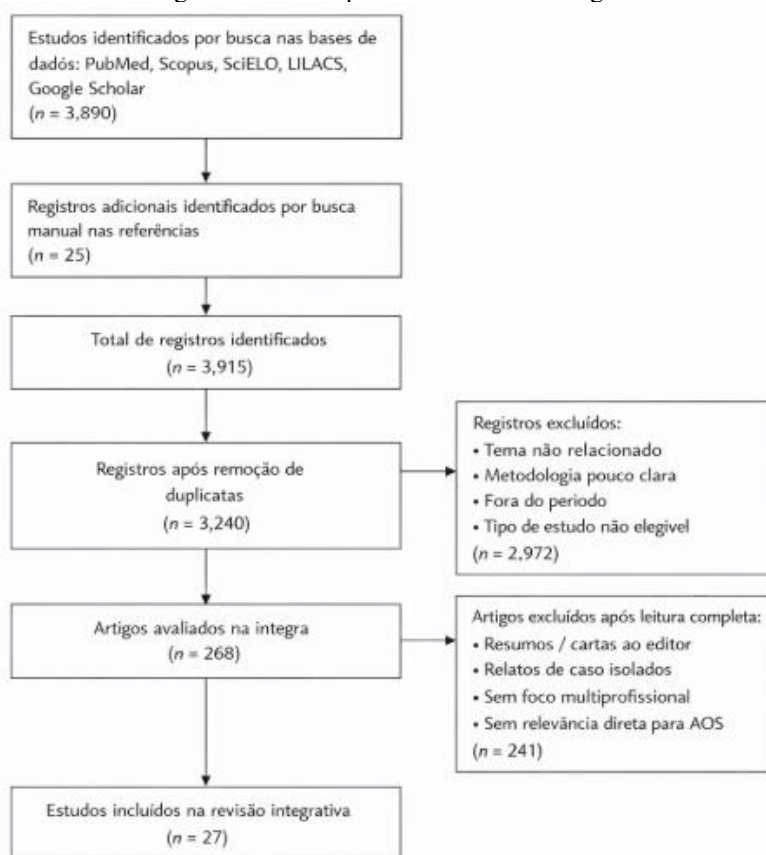 Estudos identificados por busca nas bases de
dadós: PubMed, Scopus, SciELO, LILACS,
Google Scholar
(n = 3,890)
Registros adicionais identificados por busca
manual nas referências
(n = 25)
Total de registros identificados
(n = 3,915)
Registros após remoção de
duplicatas
(n = 3,240)
Registros excluídos:
• Tema não relacionado
• Metodologia pouco clara
• Fora do periodo
• Tipo de estudo não elegivel
(n = 2,972)
Artigos avaliados na integra
(n = 268)
Artigos excluídos após leitura completa:
• Resumos / cartas ao editor
• Relatos de caso isolados
• Sem foco multiprofissional
• Sem relevância direta para AOS
(n = 241)
Estudos incluídos na revisão integrativa
(n = 27)